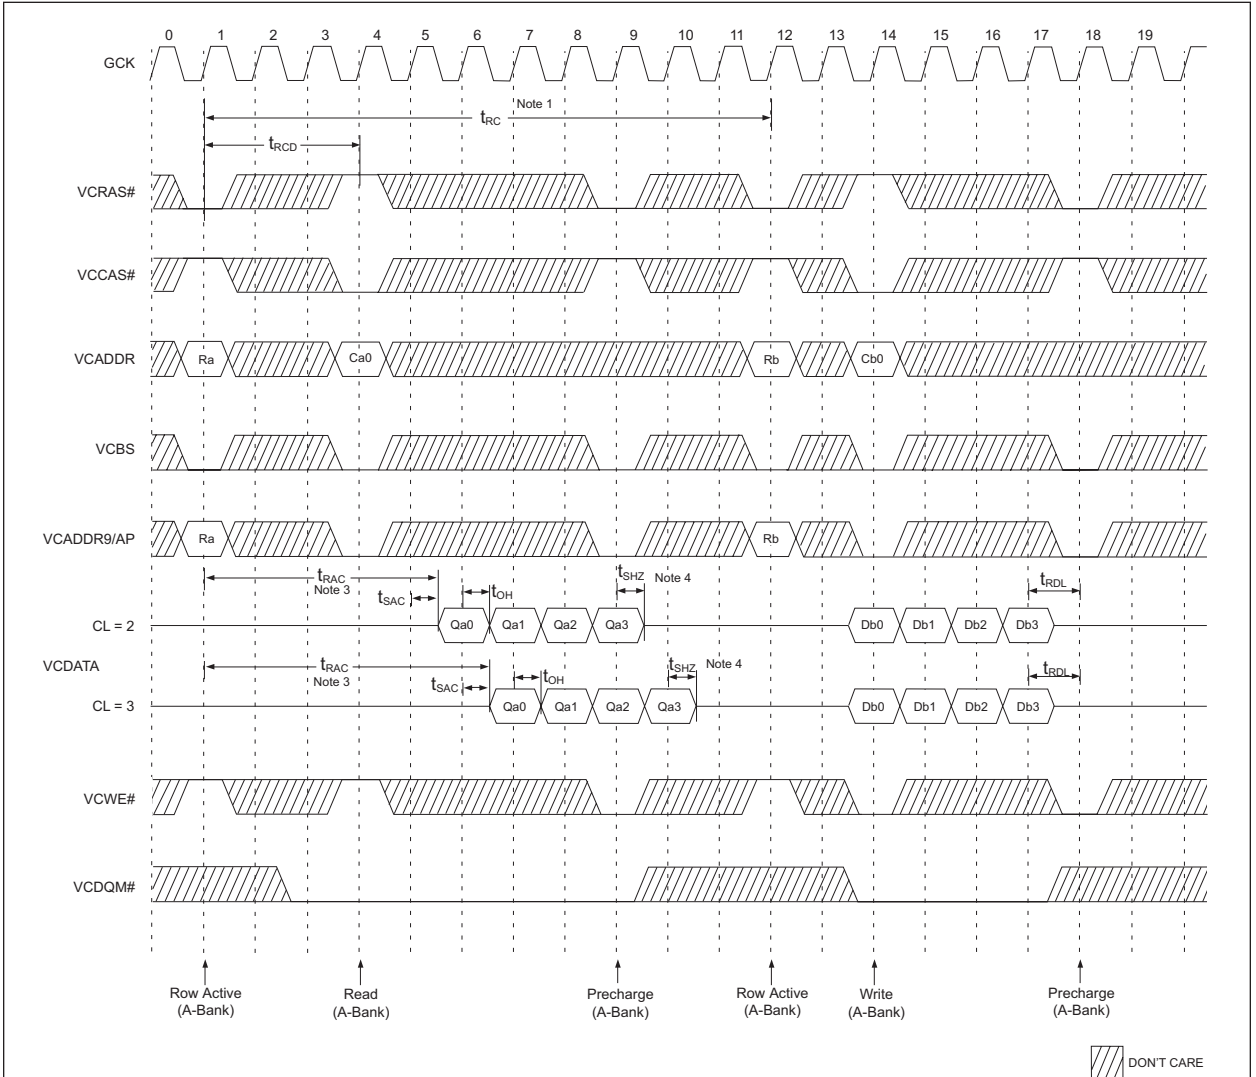 0 1 2 3 4 5 6 7 8 9 10 11 12 13 14 15 16 17 18 19
GCK
Note 1
tRC
tRCD
VCRAS#
VCCAS#
VCADDR
Ra Ca0 Rb Cb0
VCBS
VCADDR9/AP
Ra Rb
tRAC
Note 3
tSAC
tOH
tSHZ
Note 4
tRDL
CL = 2
Qa0 Qa1 Qa2 Qa3 Db0 Db1 Db2 Db3
VCDATA
tRAC
Note 3
tSAC
tOH
tSHZ
Note 4
tRDL
CL = 3
Qa0 Qa1 Qa2 Qa3 Db0 Db1 Db2 Db3
VCWE#
VCDQM#
Row Active
(A-Bank)
Read
(A-Bank)
Precharge
(A-Bank)
Row Active
(A-Bank)
Write
(A-Bank)
Precharge
(A-Bank)
DON'T CARE